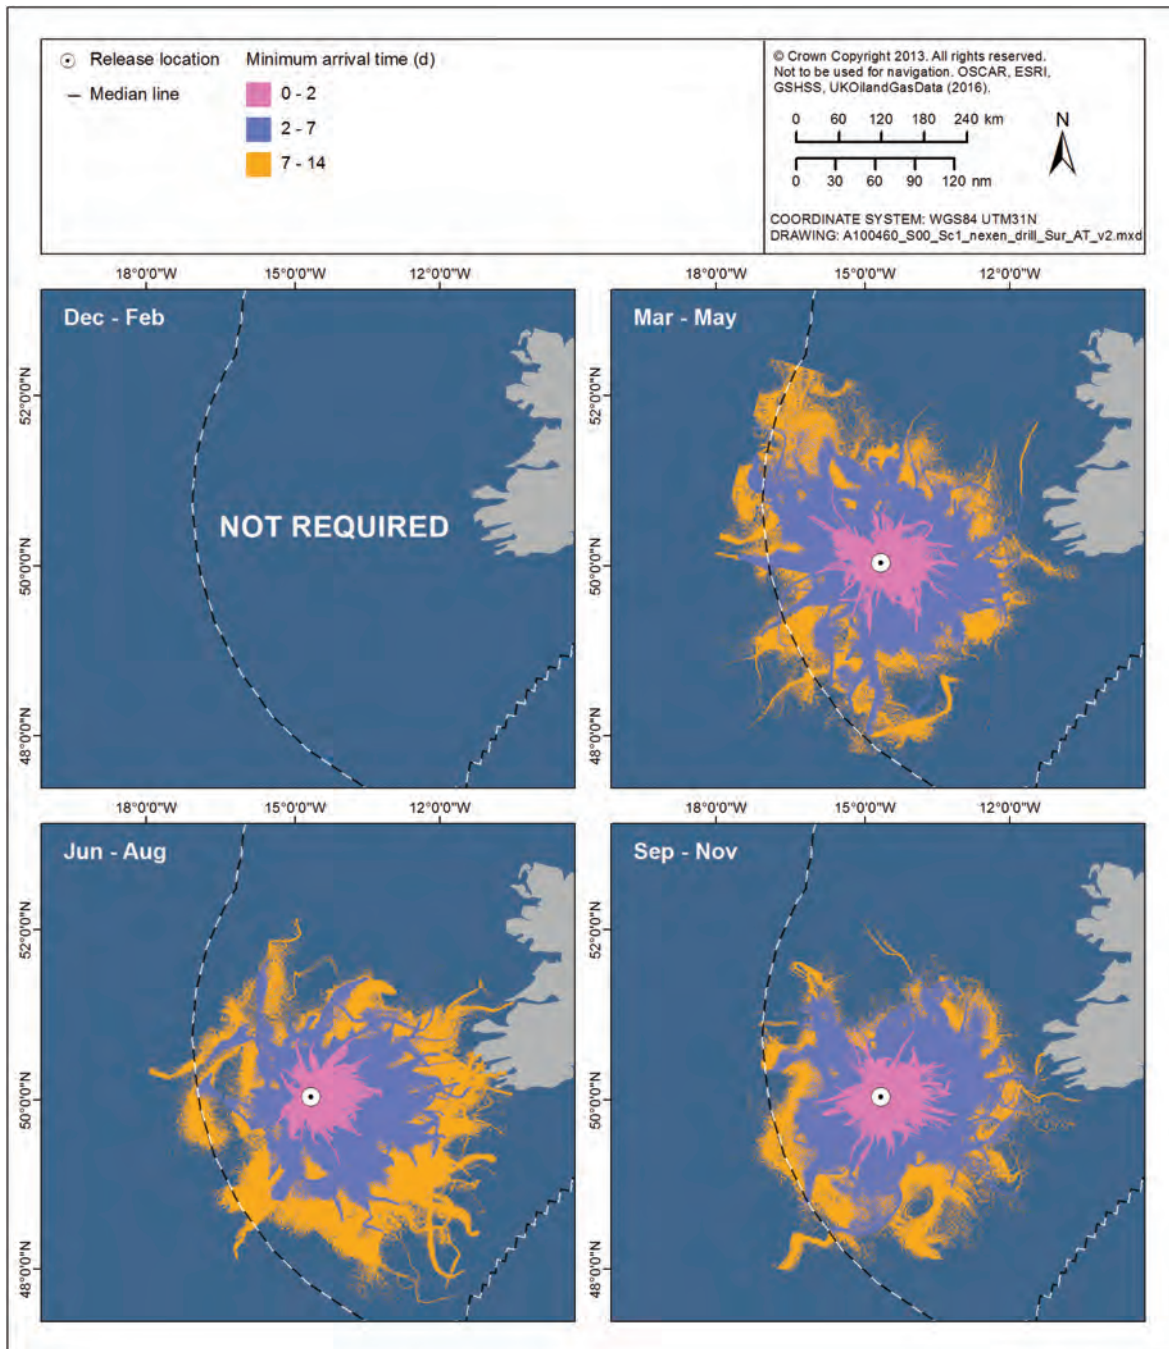 Release location
Median line
Minimum arrival time (d)
0 - 2
2 - 7
7 - 14
© Crown Copyright 2013. All rights reserved.
Not to be used for navigation. OSCAR, ESRI,
GSHSS, UKOilandGasData (2016).
0 60 120 180 240 km
0 30 60 90 120 nm
N
COORDINATE SYSTEM: WGS84 UTM31N
DRAWING: A100460_S00_Sc1_nexen_drill_Sur_AT_v2.mxd
18°0'0"W 15°0'0"W 12°0'0"W
18°0'0"W 15°0'0"W 12°0'0"W
Dec - Feb
NOT REQUIRED
52°0'0"N
50°0'0"N
48°0'0"N
Mar - May
52°0'0"N
50°0'0"N
48°0'0"N
18°0'0"W 15°0'0"W 12°0'0"W
18°0'0"W 15°0'0"W 12°0'0"W
Jun - Aug
52°0'0"N
50°0'0"N
48°0'0"N
Sep - Nov
52°0'0"N
50°0'0"N
48°0'0"N